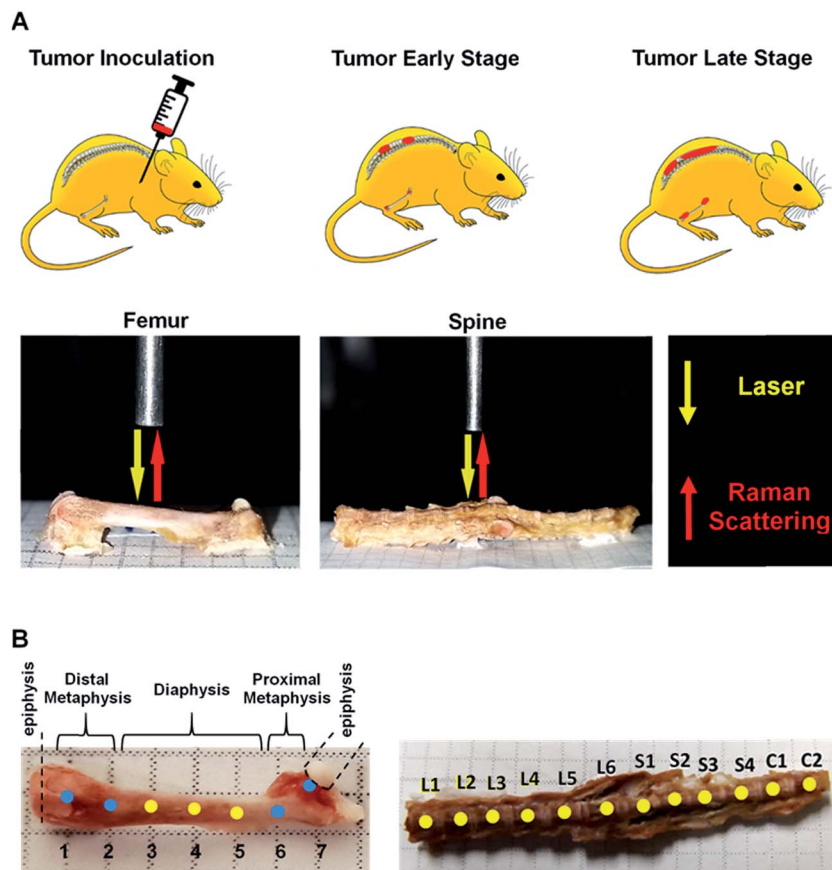 A
Tumor Inoculation
Tumor Early Stage
Tumor Late Stage
Femur
Spine
Laser
Raman
Scattering
B
epiphysis
Distal
Metaphysis
Diaphysis
Proximal
Metaphysis
epiphysis
1 2 3 4 5 6 7
L1 L2 L3 L4 L5 L6 S1 S2 S3 S4 C1 C2